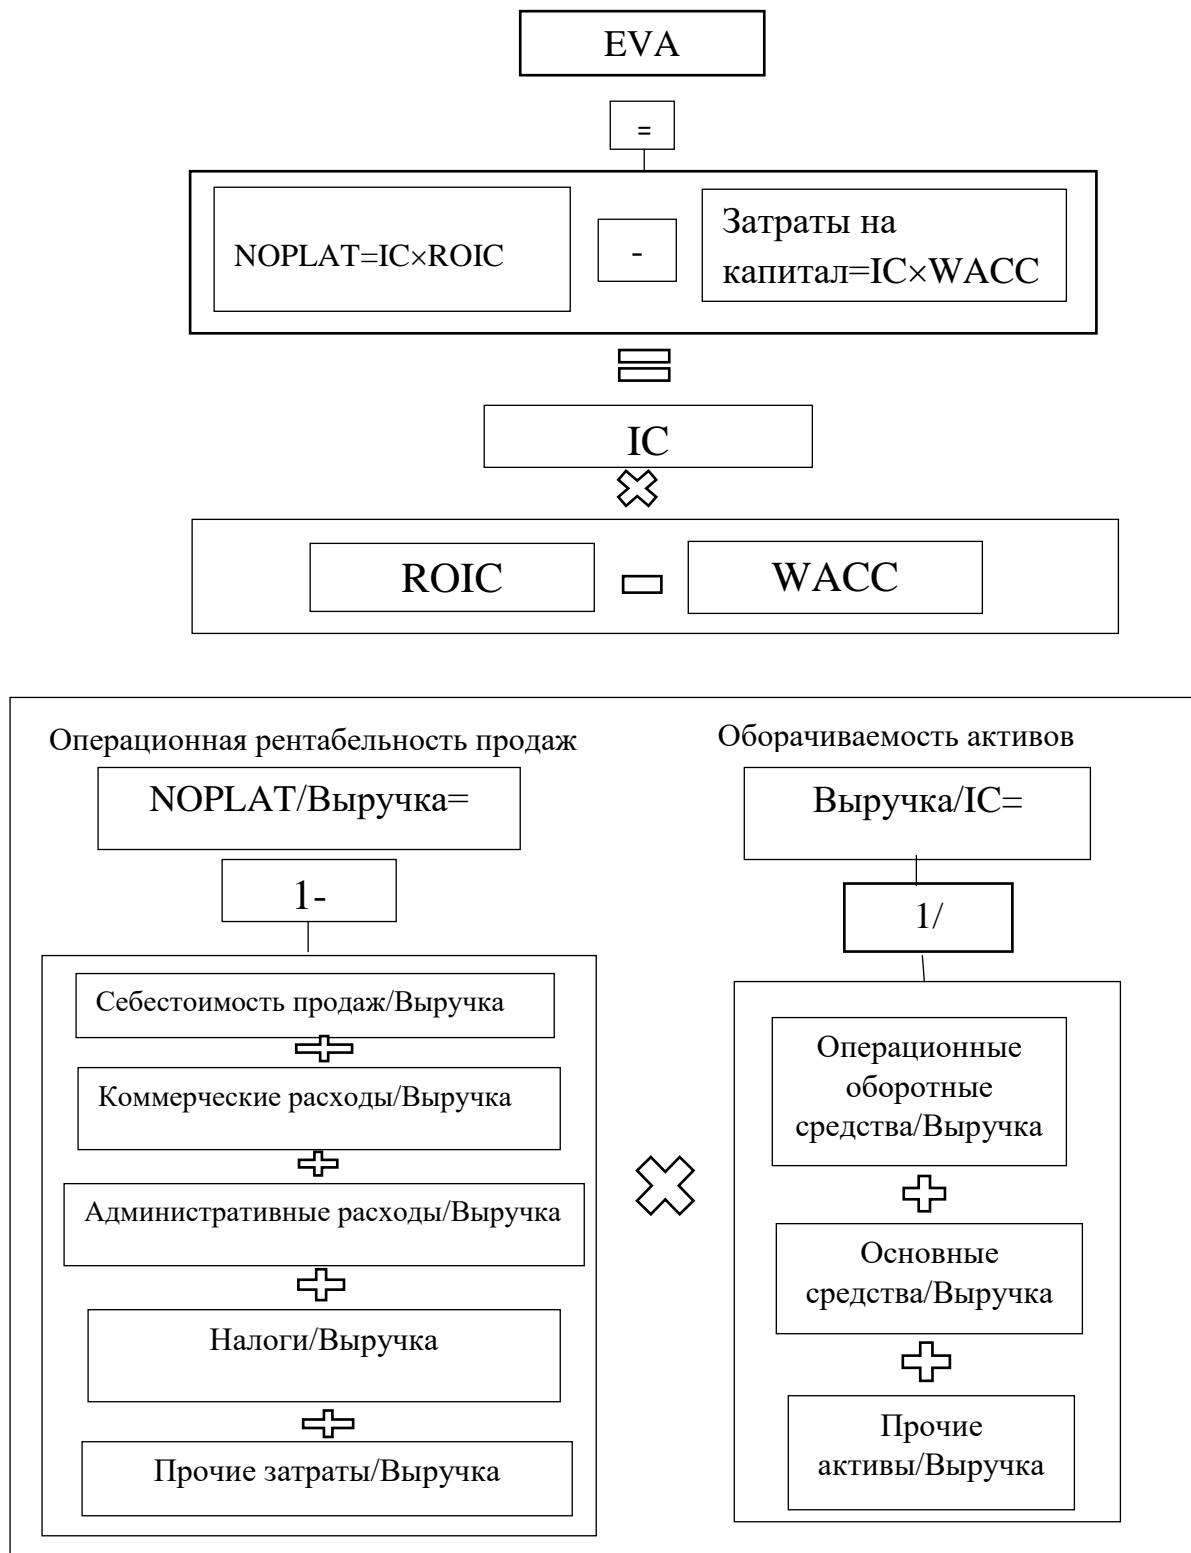 EVA
=
NOPLAT=IC×ROIC
-
Затраты на
капитал=IC×WACC
IC
ROIC
WACC
Операционная рентабельность продаж
NOPLAT/Выручка=
1-
Себестоимость продаж/Выручка
Коммерческие расходы/Выручка
Административные расходы/Выручка
Налоги/Выручка
Прочие затраты/Выручка
Оборачиваемость активов
Выручка/IC=
1/
Операционные
оборотные
средства/Выручка
Основные
средства/Выручка
Прочие
активы/Выручка